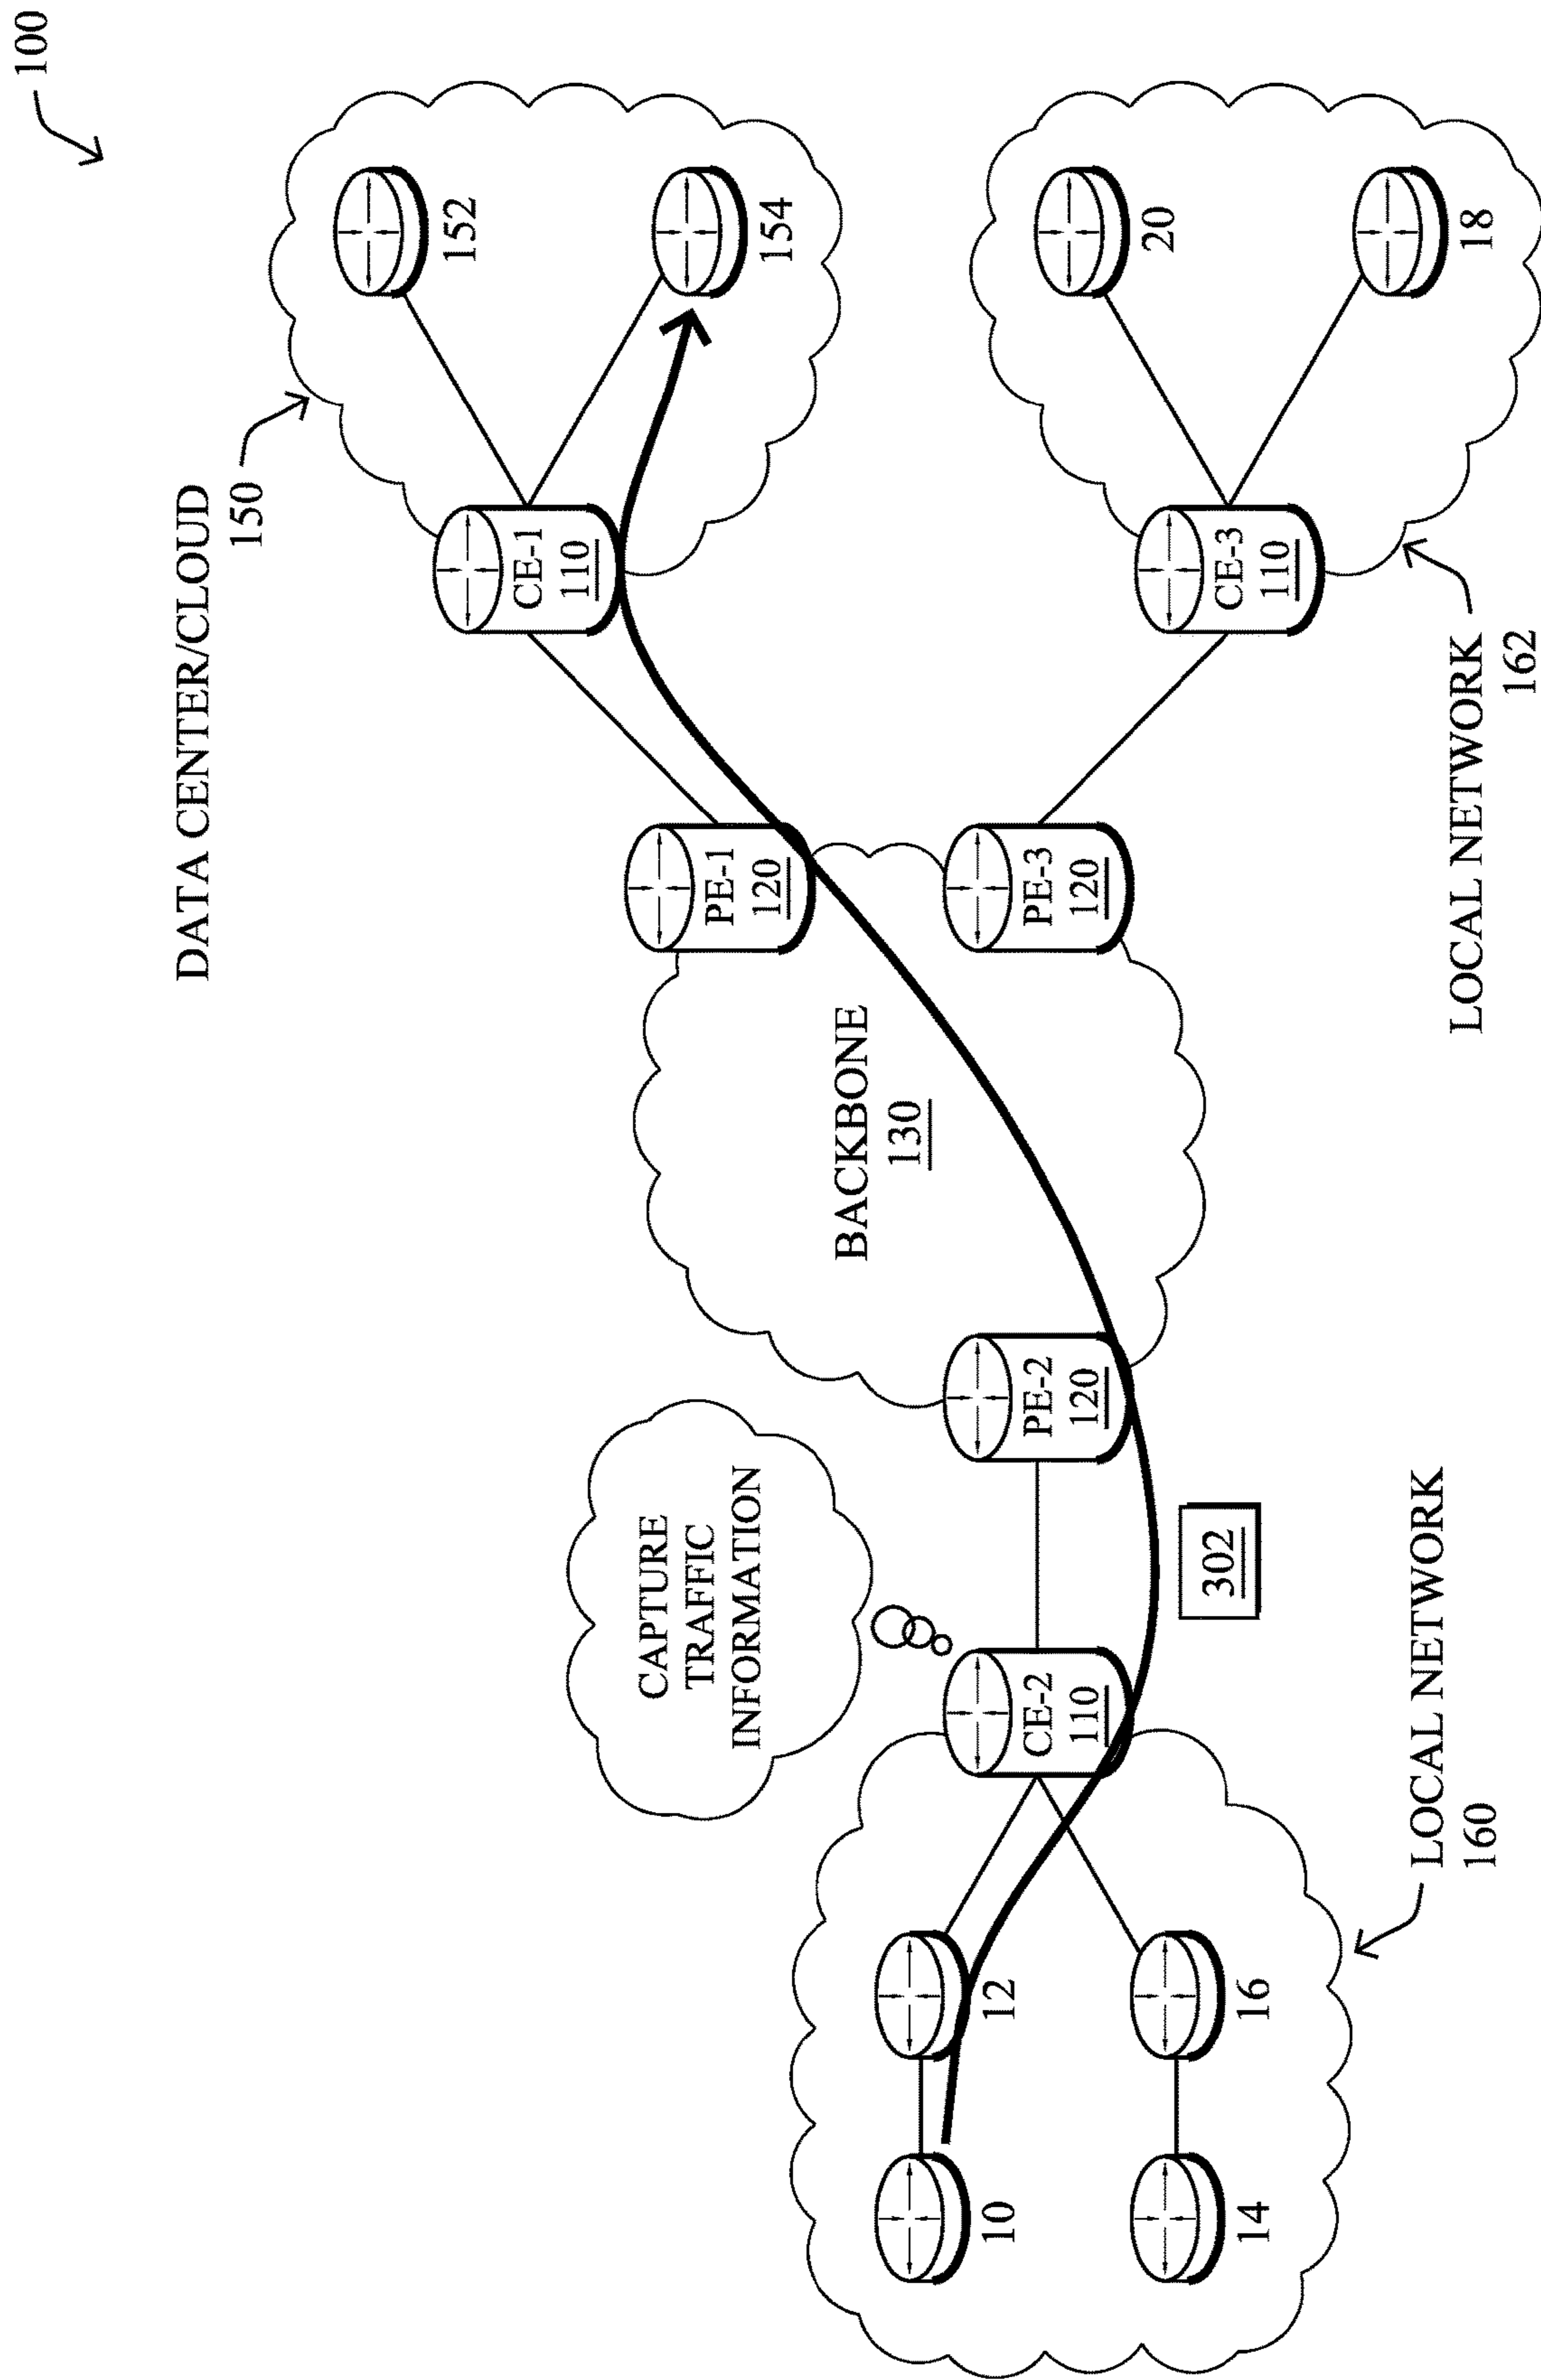 100
DATA CENTER/CLOUD
150
152
154
CE-1
110
PE-1
120
BACKBONE
130
CAPTURE
TRAFFIC
INFORMATION
PE-2
120
PE-3
120
CE-3
110
20
18
LOCAL NETWORK
162
CE-2
110
302
10
12
14
16
LOCAL NETWORK
160